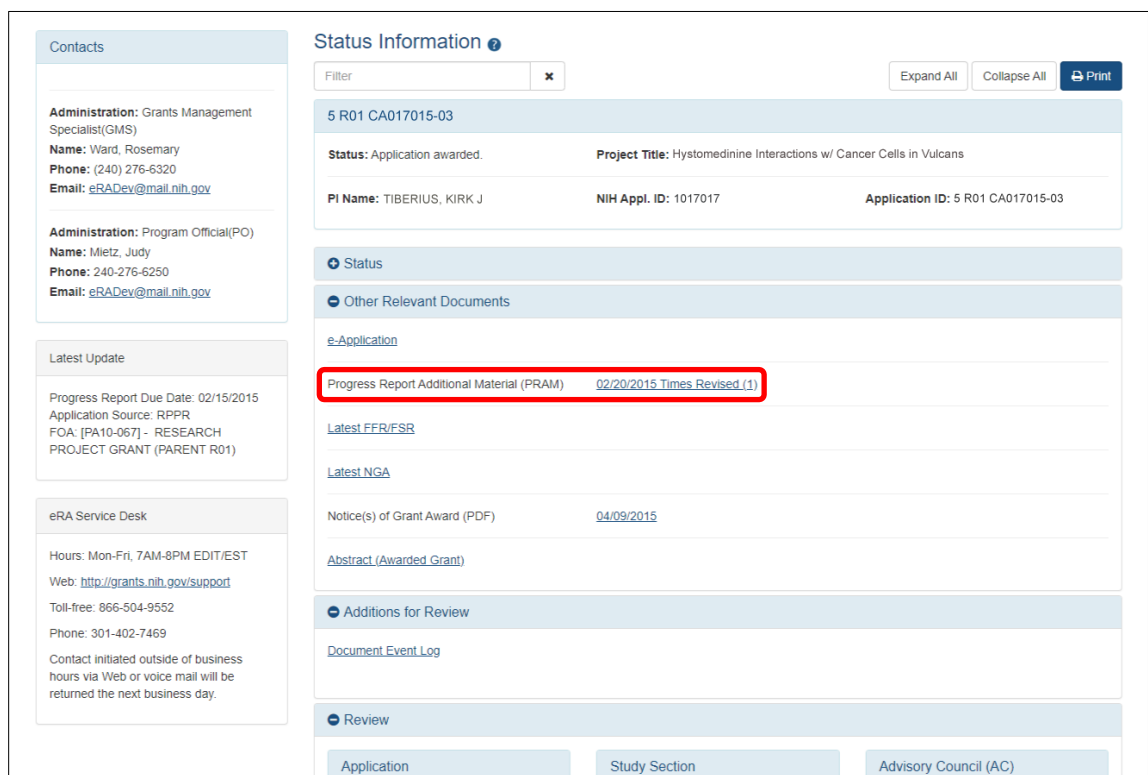 Contacts
Administration: Grants Management
Specialist(GMS)
Name: Ward, Rosemary
Phone: (240) 276-6320
Email: eRADev@mail.nih.gov
Administration: Program Official(PO)
Name: Mietz, Judy
Phone: 240-276-6250
Email: eRADev@mail.nih.gov
Latest Update
Progress Report Due Date: 02/15/2015
Application Source: RPPR
FOA: [PA10-067] - RESEARCH
PROJECT GRANT (PARENT R01)
eRA Service Desk
Hours: Mon-Fri, 7AM-8PM EDIT/EST
Web: http://grants.nih.gov/support
Toll-free: 866-504-9552
Phone: 301-402-7469
Contact initiated outside of business
hours via Web or voice mail will be
returned the next business day.
Status Information ?
Filter
Expand All Collapse All Print
5 R01 CA017015-03
Status: Application awarded. Project Title: Hystomedinine Interactions w/ Cancer Cells in Vulcans
PI Name: TIBERIUS, KIRK J NIH Appl. ID: 1017017 Application ID: 5 R01 CA017015-03
Status
Other Relevant Documents
e-Application
Progress Report Additional Material (PRAM) 02/20/2015 Times Revised (1)
Latest FFR/FSR
Latest NGA
Notice(s) of Grant Award (PDF) 04/09/2015
Abstract (Awarded Grant)
Additions for Review
Document Event Log
Review
Application Study Section Advisory Council (AC)